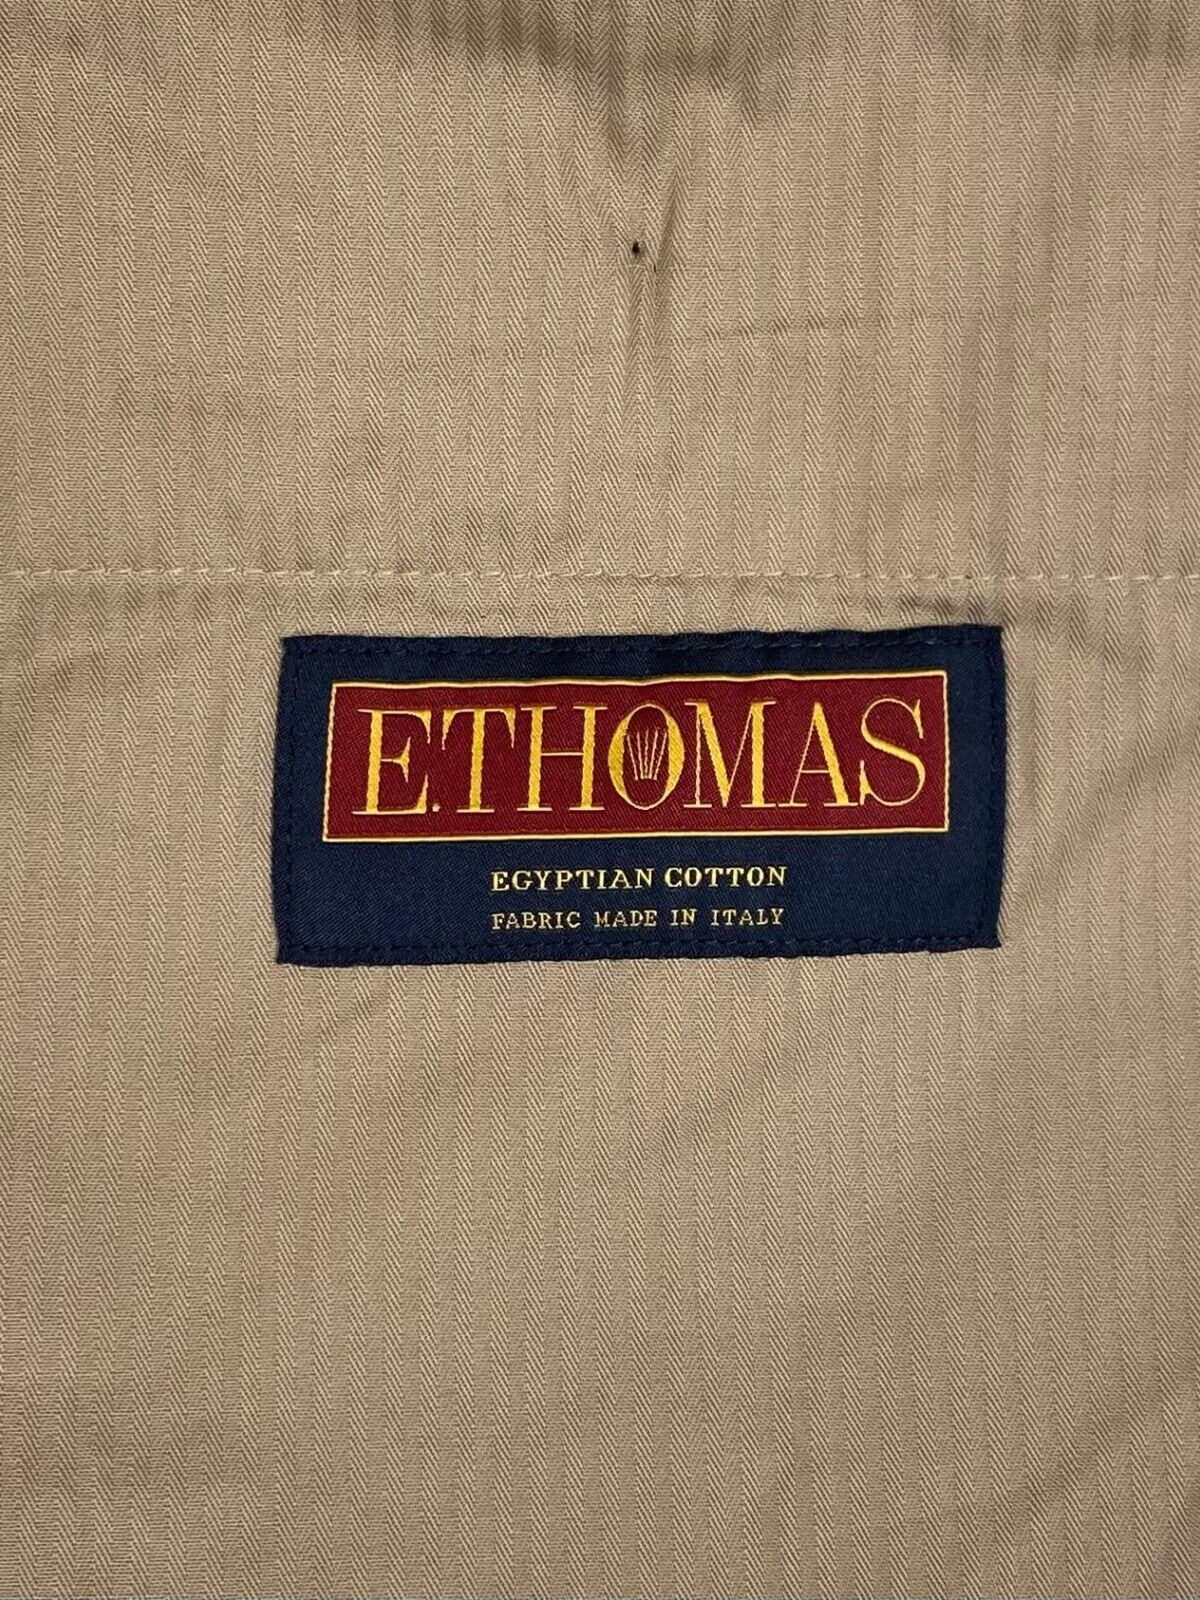 E.THOMAS
EGYPTIAN COTTON
FABRIC MADE IN ITALY